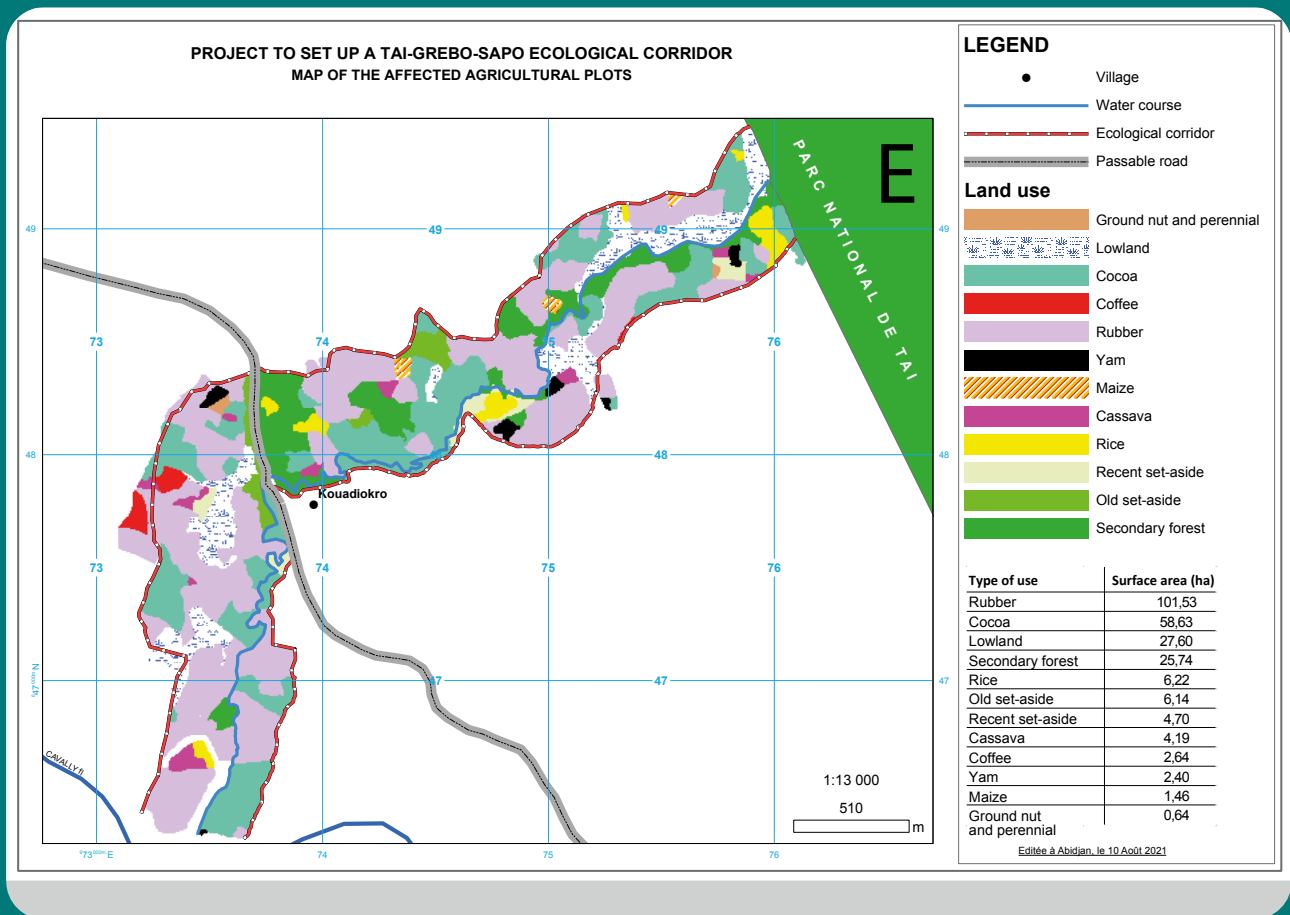 PROJECT TO SET UP A TAI-GREBO-SAPO ECOLOGICAL CORRIDOR
MAP OF THE AFFECTED AGRICULTURAL PLOTS
E
PARC NATIONAL DE TAI
49
49
49
49
73
74
75
76
48
48
48
Kouadiokro
73
74
75
76
47
47
47
CAVALLY fl
1:13 000
510
m
74
75
76
LEGEND
Village
Water course
Ecological corridor
Passable road
Land use
Ground nut and perennial
Lowland
Cocoa
Coffee
Rubber
Yam
Maize
Cassava
Rice
Recent set-aside
Old set-aside
Secondary forest
Type of use Surface area (ha)
Rubber 101,53
Cocoa 58,63
Lowland 27,60
Secondary forest 25,74
Rice 6,22
Old set-aside 6,14
Recent set-aside 4,70
Cassava 4,19
Coffee 2,64
Yam 2,40
Maize 1,46
Ground nut
and perennial 0,64
Editée à Abidjan, le 10 Août 2021